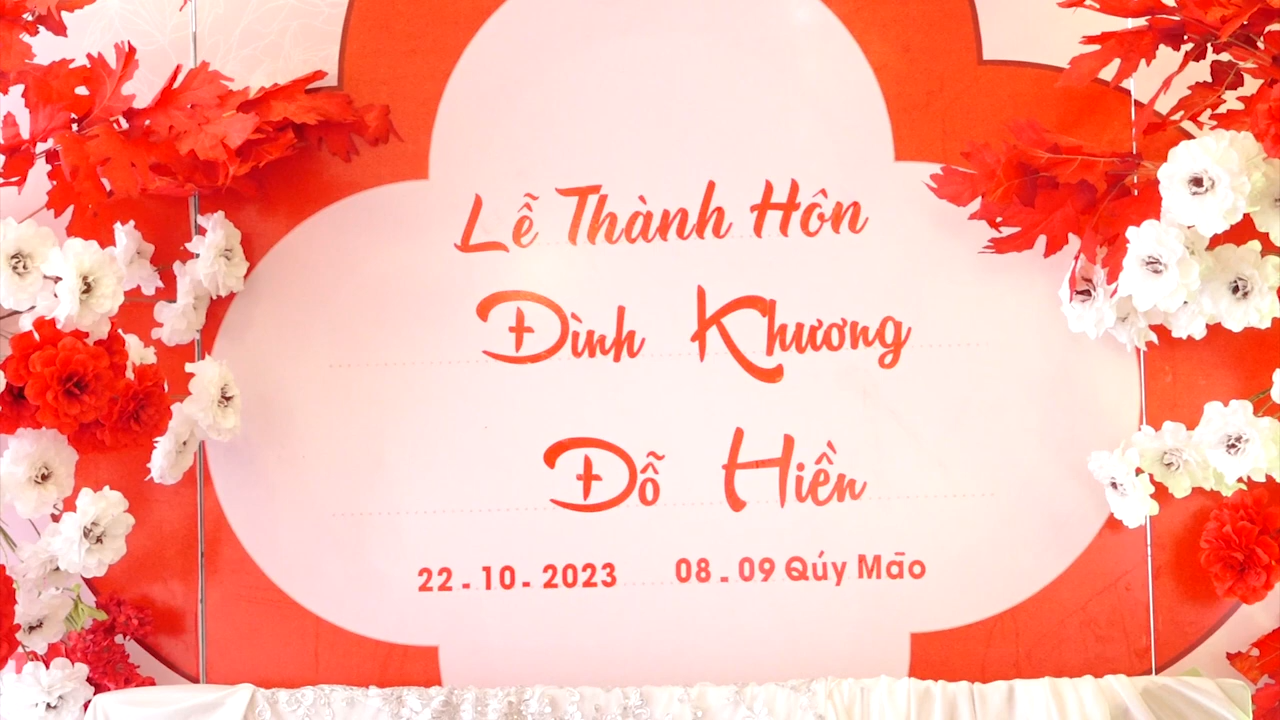 Lễ Thành Hôn
Đình Khương
Đỗ Hiền
22-10-2023 08-09 Qúy Mão